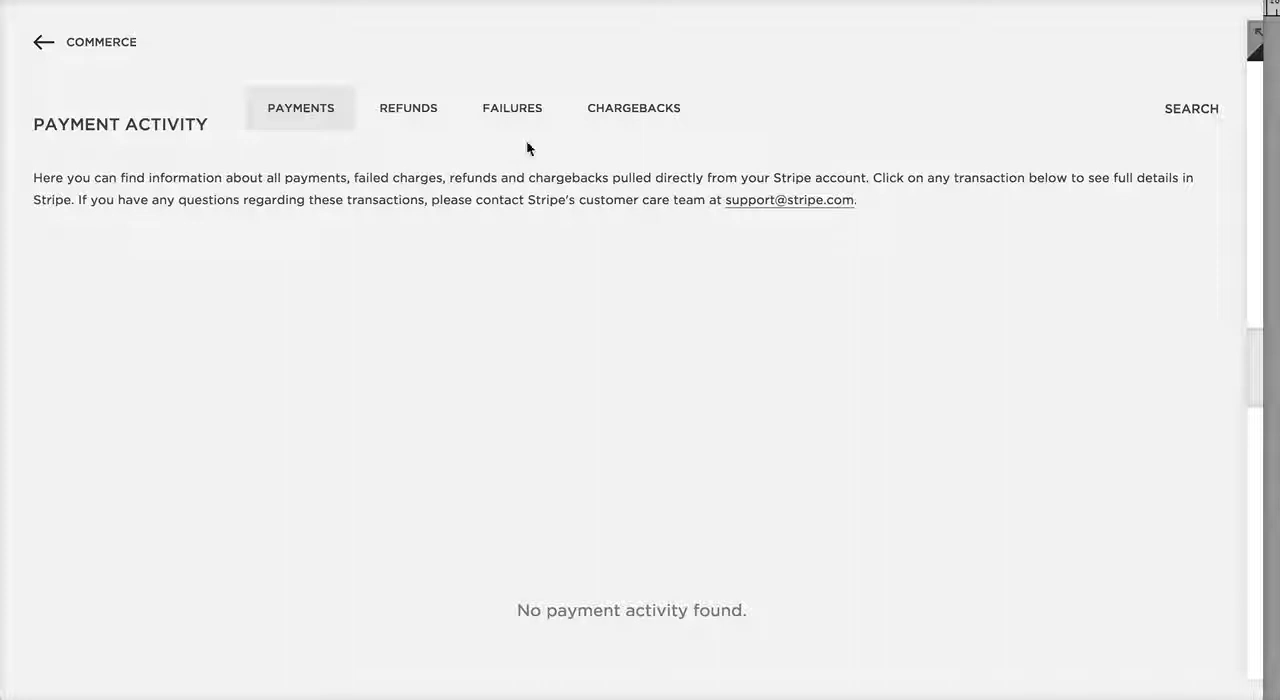 COMMERCE
PAYMENT ACTIVITY
PAYMENTS
REFUNDS
FAILURES
CHARGEBACKS
SEARCH
Here you can find information about all payments, failed charges, refunds and chargebacks pulled directly from your Stripe account. Click on any transaction below to see full details in
Stripe. If you have any questions regarding these transactions, please contact Stripe's customer care team at support@stripe.com.
No payment activity found.